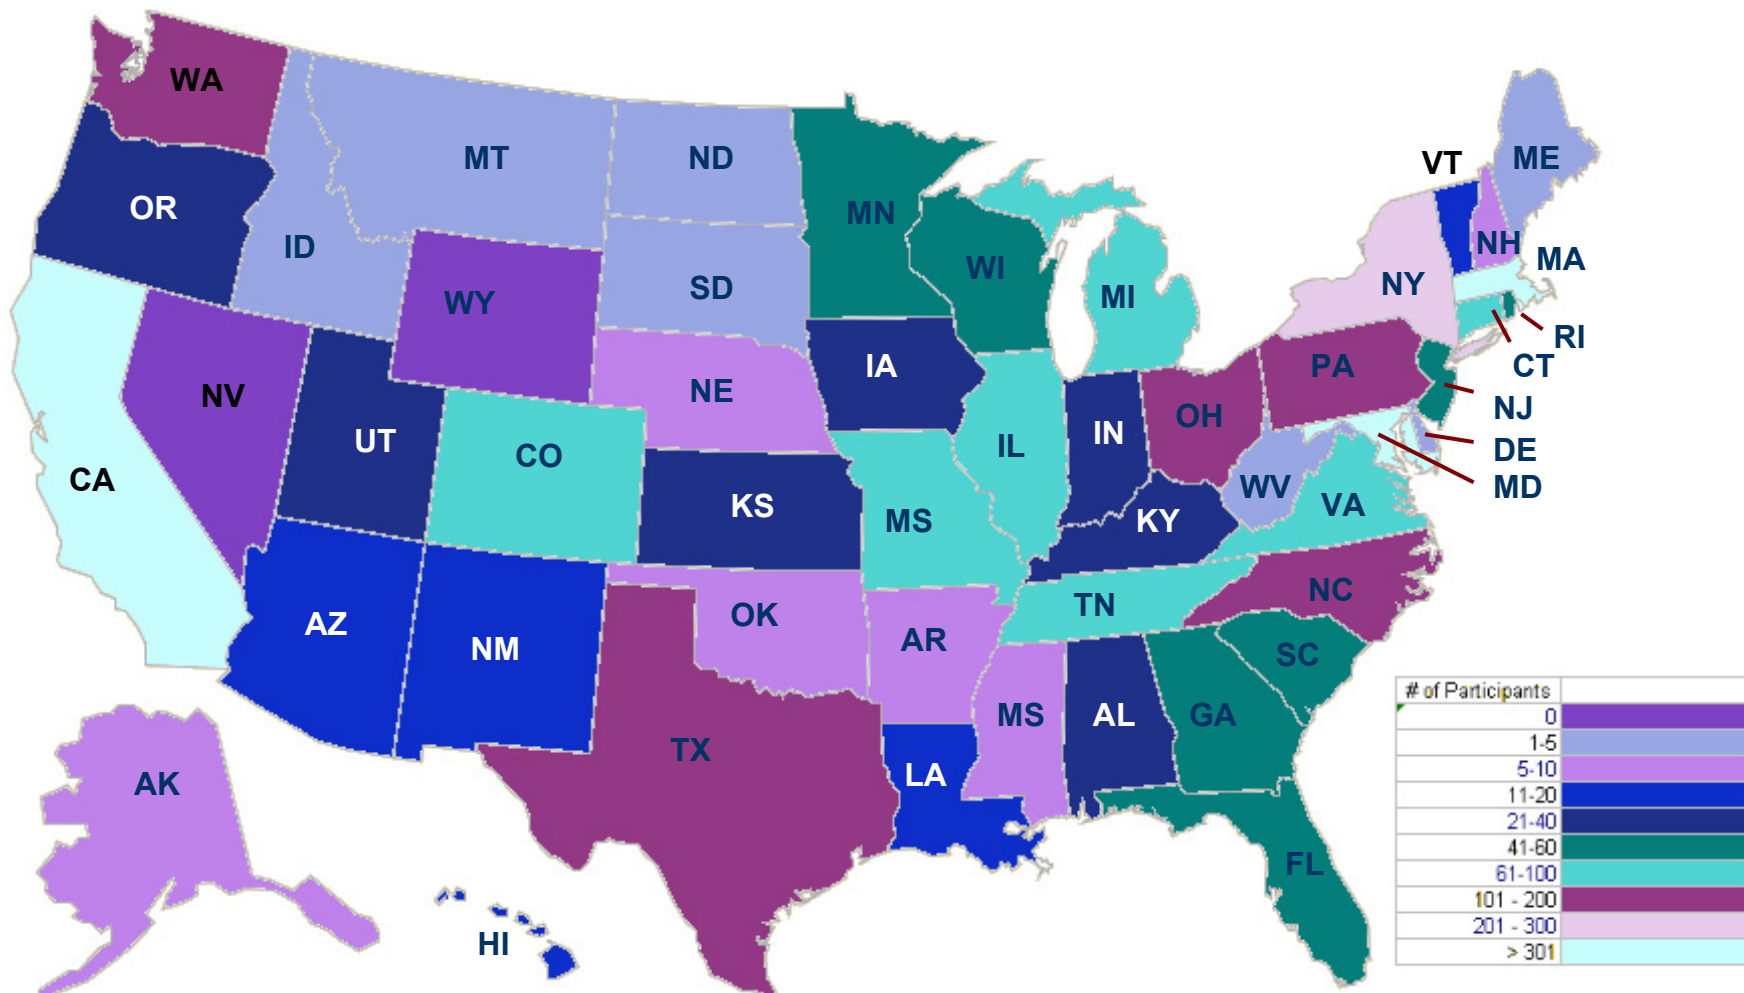 WA
VT
ME
MT
ND
OR
MN
ID
NH
MA
WI
NY
SD
MI
WY
RI
IA
PA
CT
NV
NE
NJ
OH
UT
IN
DE
CO
IL
CA
WV
MD
KS
VA
MS
KY
NC
TN
OK
AZ
AR
NM
SC
MS
AL
GA
TX
LA
AK
FL
HI
# of Participants
0
1-5
5-10
11-20
21-40
41-60
61-100
101 - 200
201 - 300
> 301